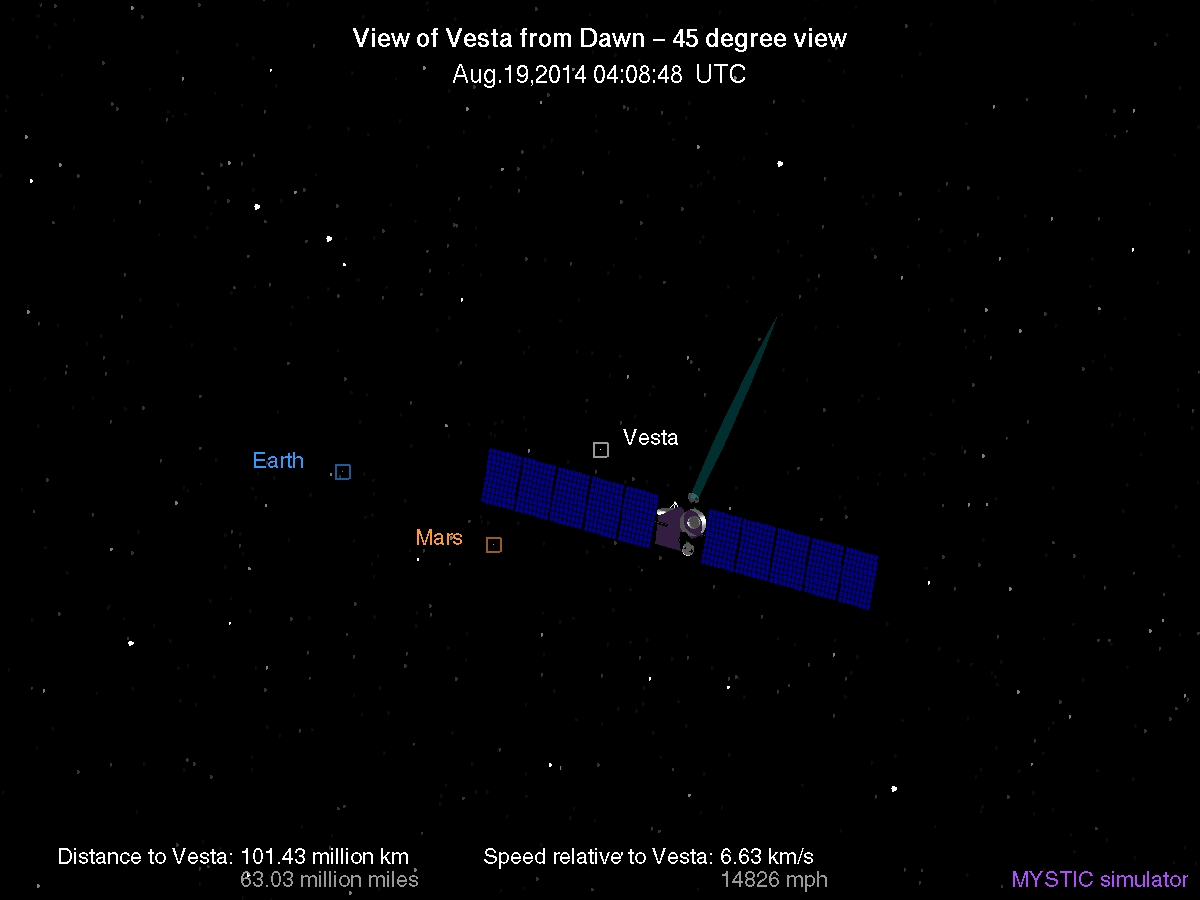 View of Vesta from Dawn – 45 degree view
Aug.19,2014 04:08:48 UTC
Vesta
Earth
Mars
Distance to Vesta: 101.43 million km
63.03 million miles
Speed relative to Vesta: 6.63 km/s
14826 mph
MYSTIC simulator